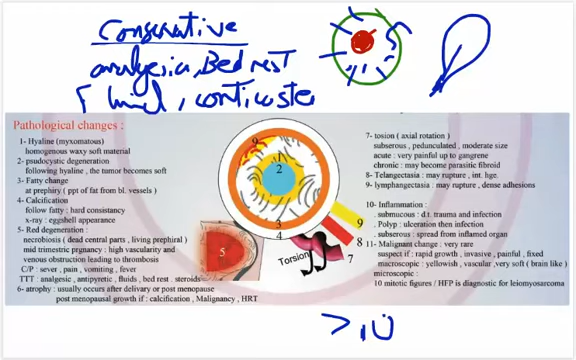 Conservative
analgesia, Bed rest
corticoste
Pathological changes :
1- Hyaline (myxomatous)
homogenous waxy soft material
2- psudocystic degeneration
following hyaline , the tumor becomes soft
3- Fatty change
at prephiry ( ppt of fat from bl. vessels )
4- Calcification
follow fatty : hard consistancy
x-ray : eggshell appearance
5- Red degeneration :
necrobiosis ( dead central parts , living prephiral )
mid trimestric prgnancy : high vascularity and
venous obstruction leading to thrombosis
C/P : sever , pain , vomiting , fever
TTT : analgesic , antipyretic , fluids , bed rest . steroids
6- atrophy : usually occurs after delivery or post menopause
post menopausal growth if : calcification , Malignancy , HRT
9
2
3
4
5
Torsion
7
8
9
7- tosion ( axial rotation )
subserous , pedunculated , moderate size
acute : very painful up to gangrene
chronic : may become parasitic fibroid
8- Telangectasia : may rupture , int. hge.
9- lymphangectasis : may rupture , dense adhesions
10- Inflammation :
. submucous : d.t. trauma and infection
. Polyp : ulceration then infection
. subserous : spread from inflamed organ
11- Malignant change : very rare
suspect if : rapid growth , invasive , painful , fixed
macroscopic : yellowish , vascular ,very soft ( brain like )
microscopic :
10 mitotic figures / HFP is diagnostic for leiomyosarcoma